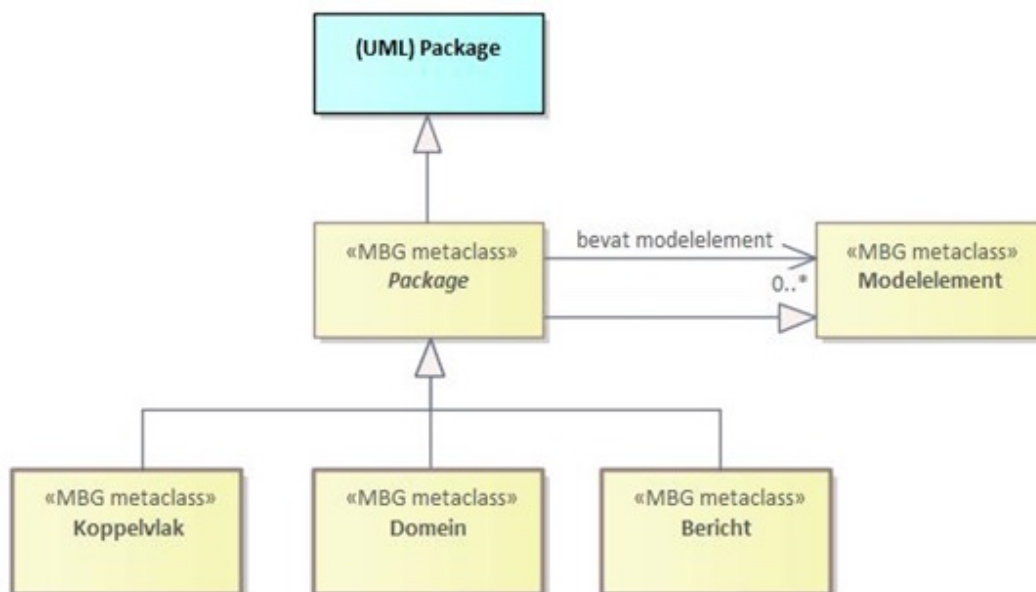 (UML) Package
«MBG metaclass»
Package
bevat modelelement
0..*
«MBG metaclass»
Modelelement
«MBG metaclass»
Koppelvlak
«MBG metaclass»
Domein
«MBG metaclass»
Bericht